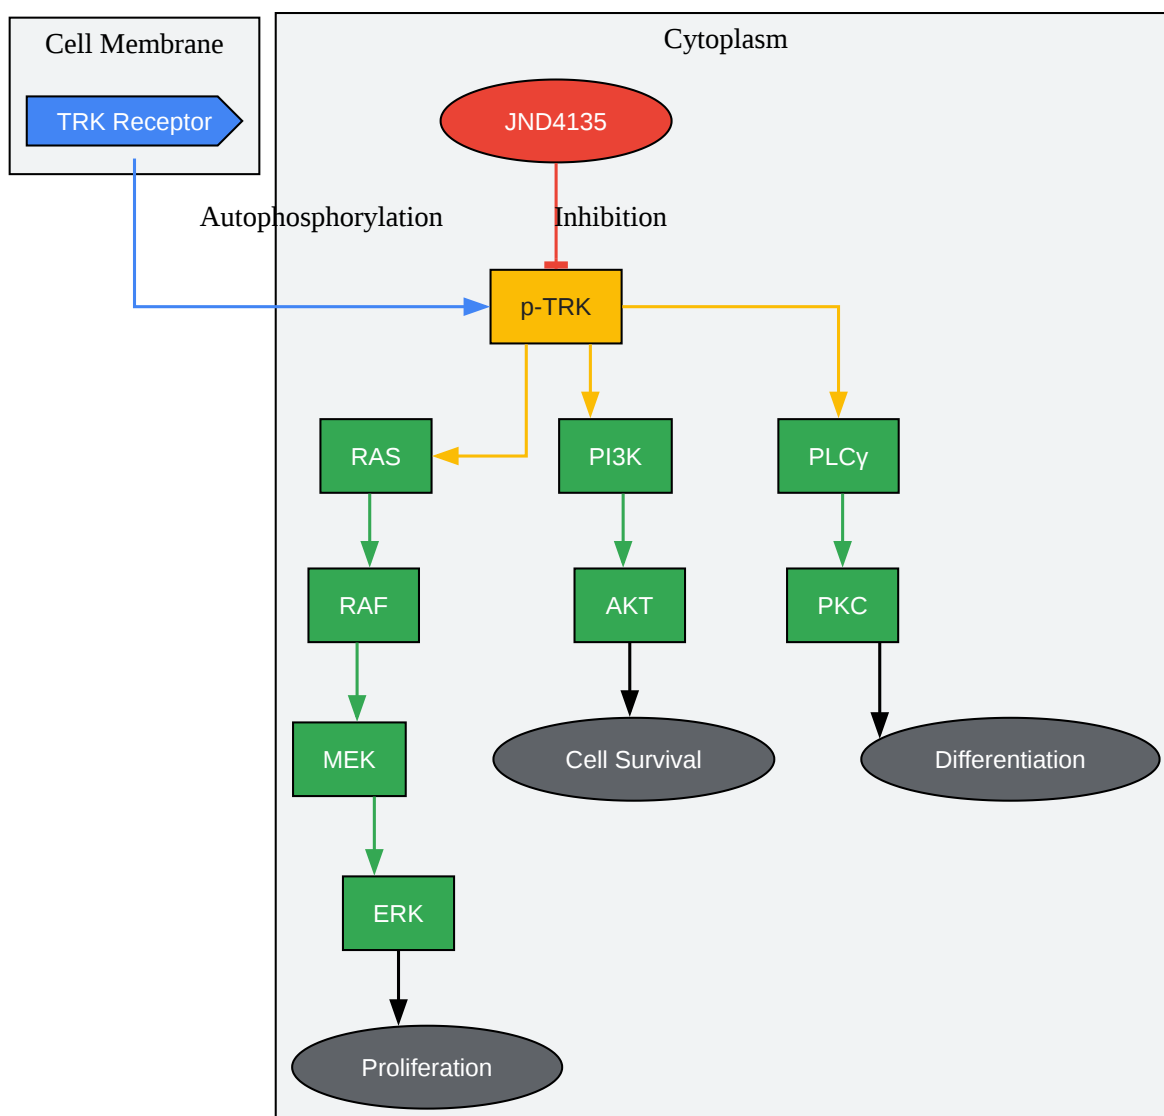 Cell Membrane
Cytoplasm
TRK Receptor
JND4135
Autophosphorylation
Inhibition
p-TRK
RAS
PI3K
PLCγ
RAF
AKT
PKC
MEK
Cell Survival
Differentiation
ERK
Proliferation